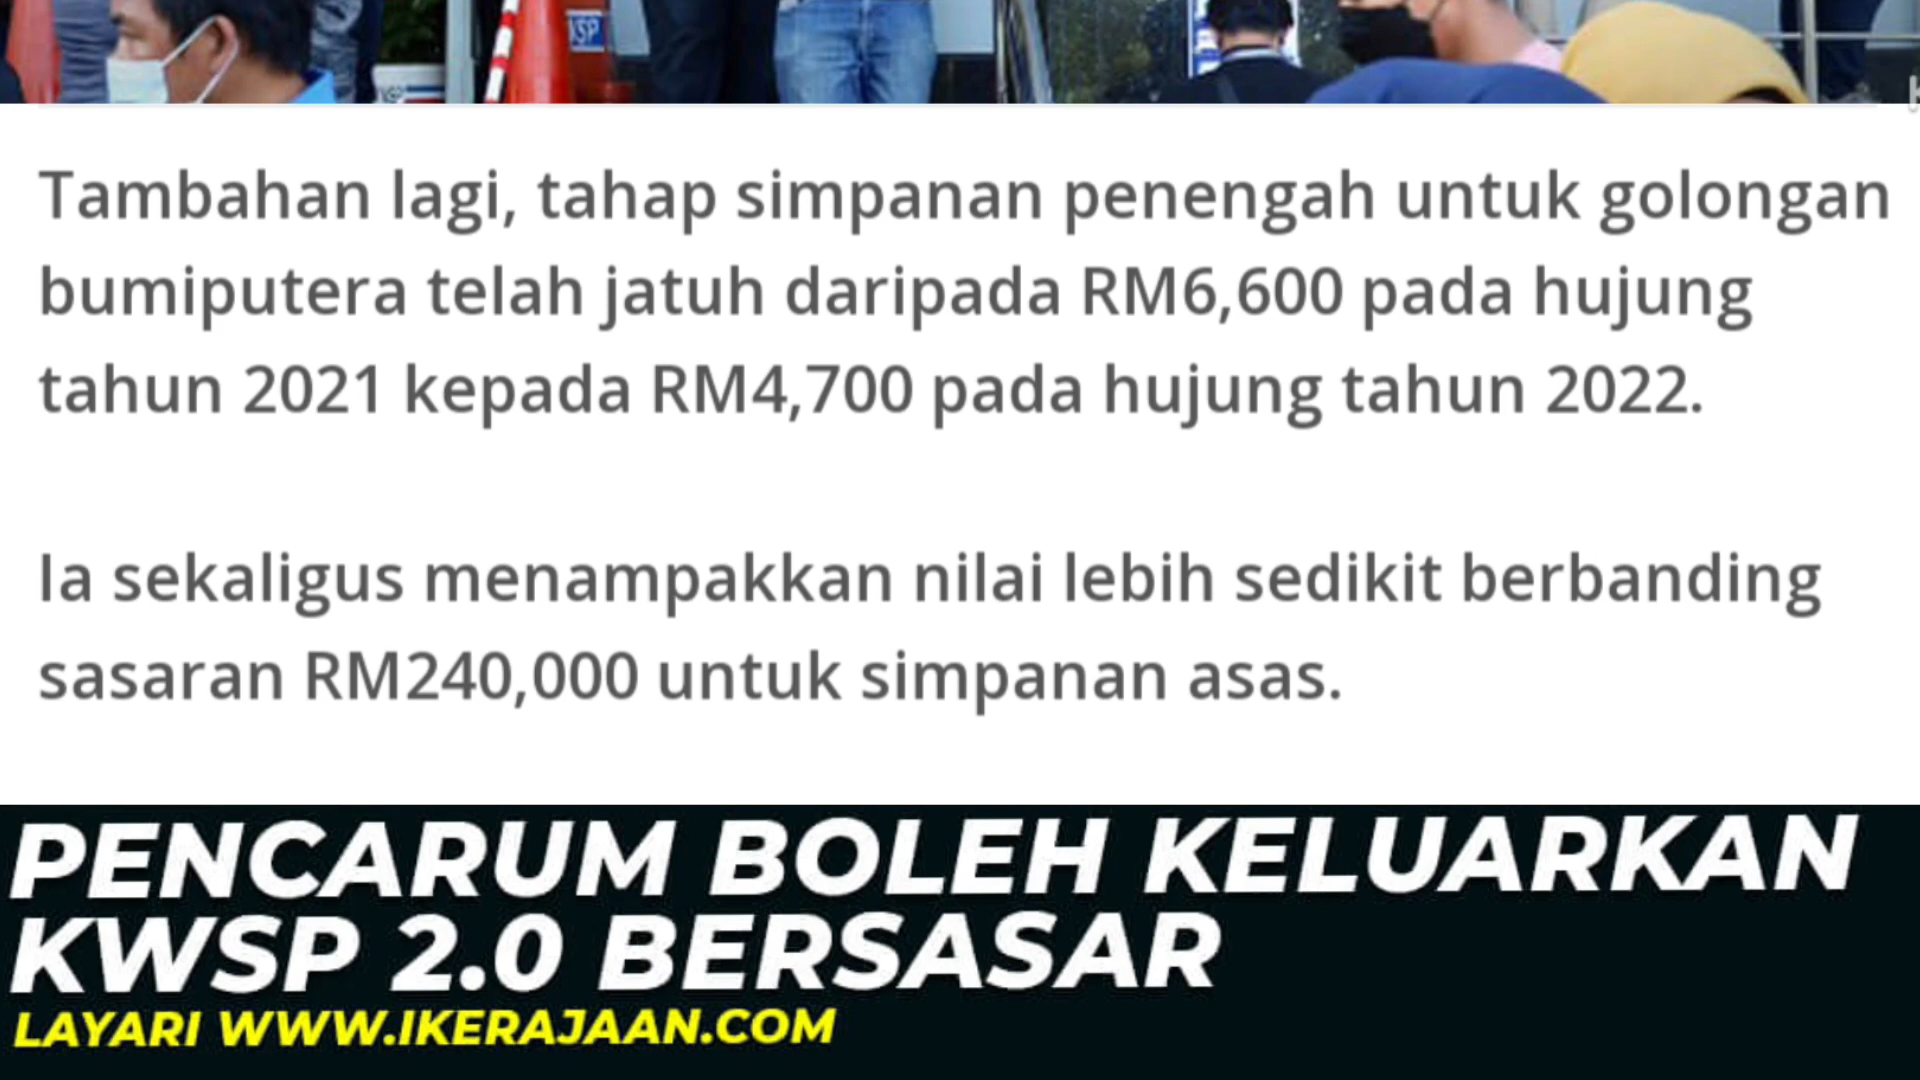 KSP
Tambahan lagi, tahap simpanan penengah untuk golongan
bumiputera telah jatuh daripada RM6,600 pada hujung
tahun 2021 kepada RM4,700 pada hujung tahun 2022.
Ia sekaligus menampakkan nilai lebih sedikit berbanding
sasaran RM240,000 untuk simpanan asas.
PENCARUM BOLEH KELUARKAN
KWSP 2.0 BERSASAR
LAYARI WWW.IKERAJAAN.COM